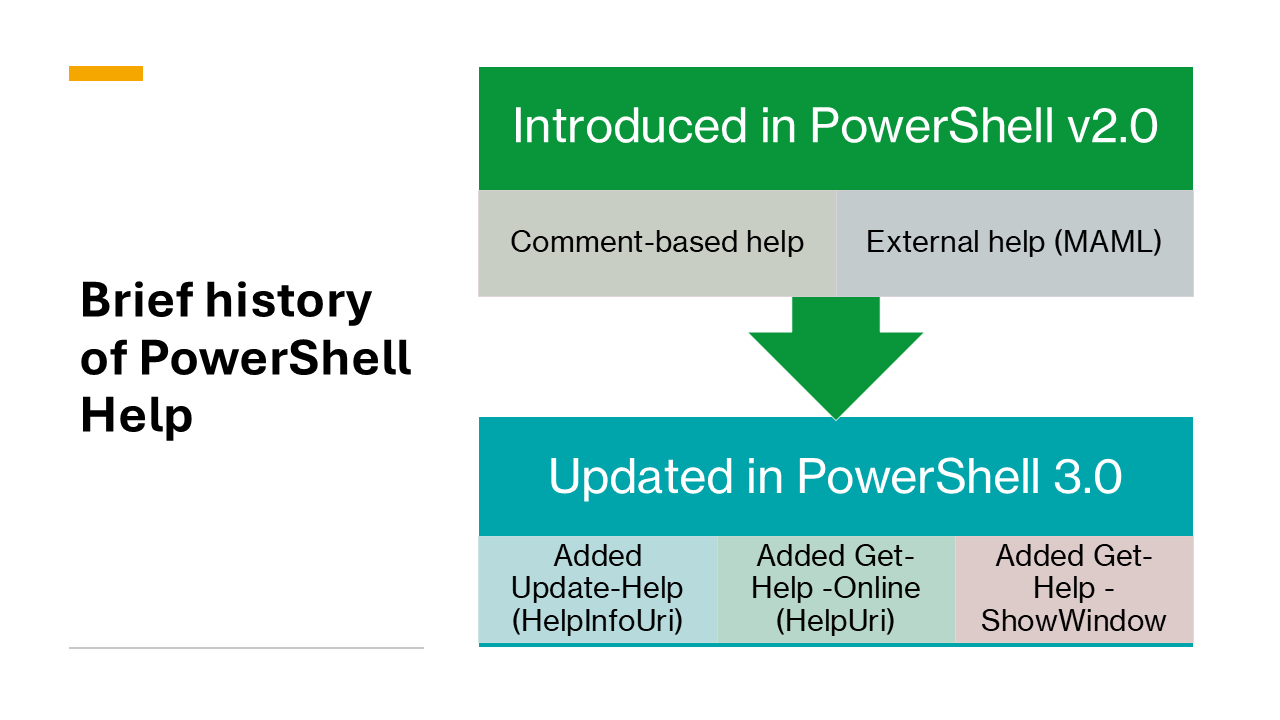 Brief history
of PowerShell
Help
Introduced in PowerShell v2.0
Comment-based help
External help (MAML)
Updated in PowerShell 3.0
Added
Update-Help
(HelpInfoUri)
Added Get-
Help -Online
(HelpUri)
Added Get-
Help -
ShowWindow